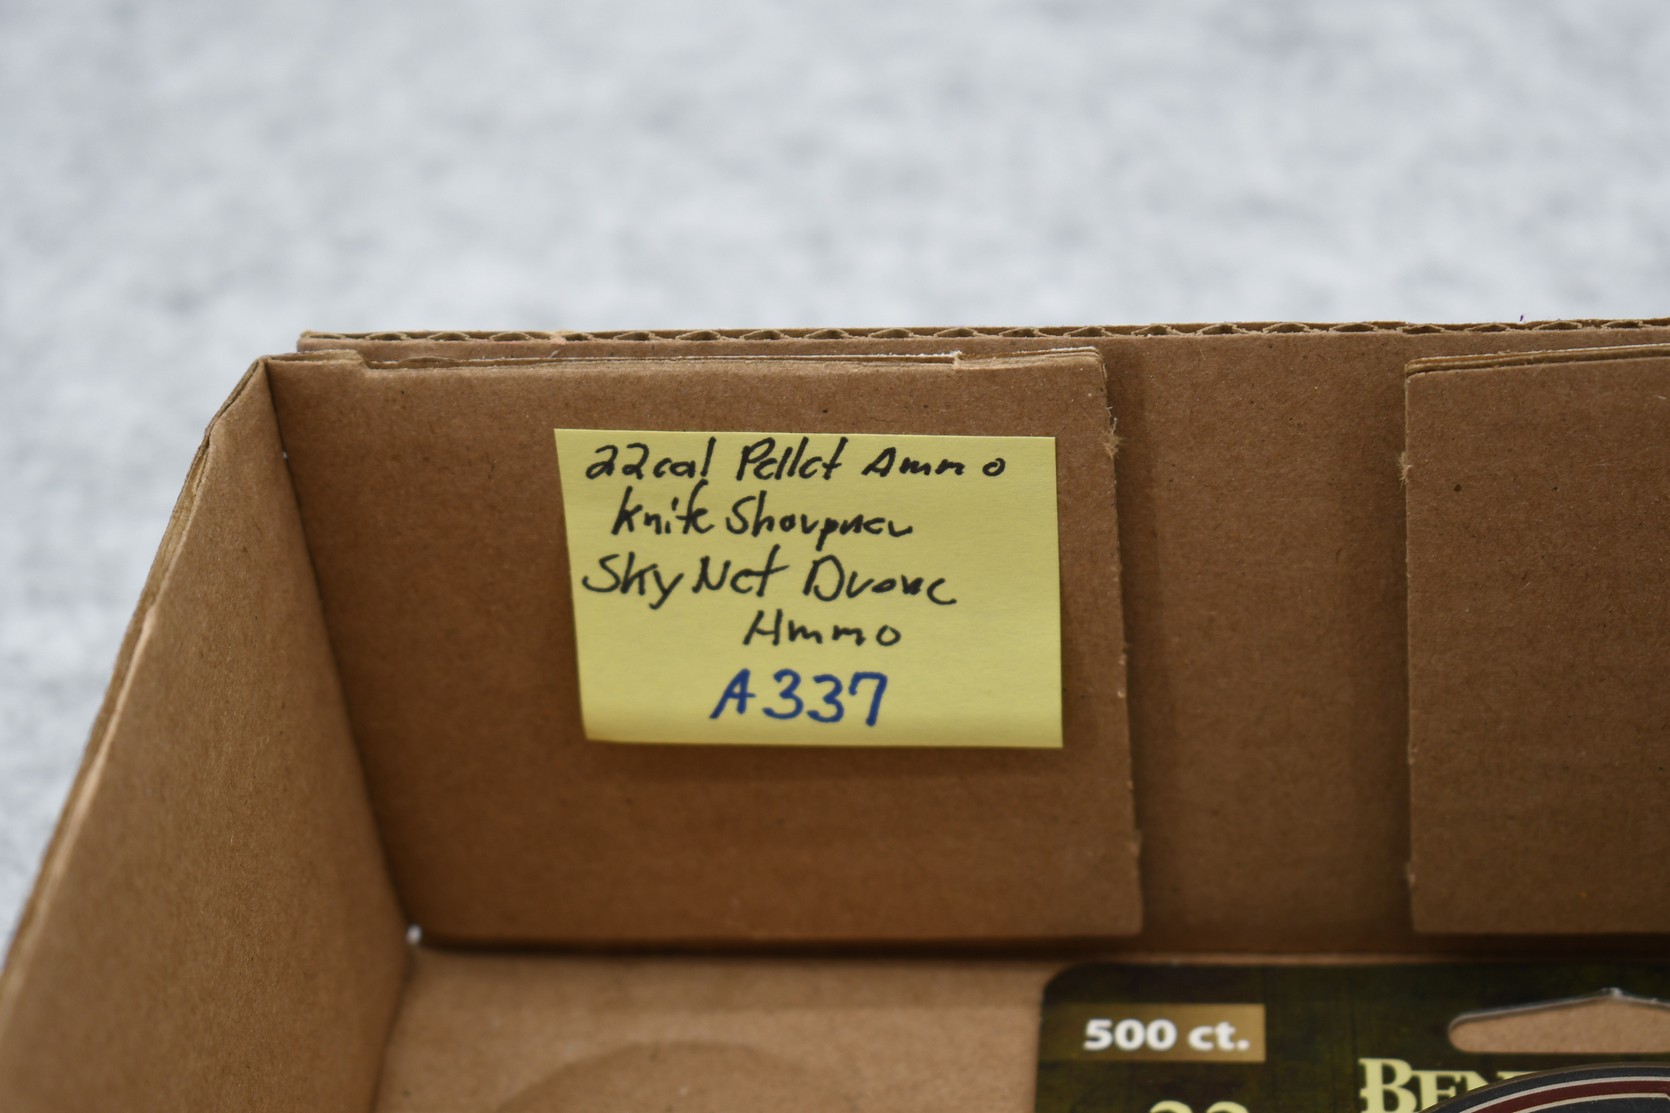 22cal Pellet Ammo
Knife Sharpner
Sky Net Drone
Ammo
A337
500 ct.